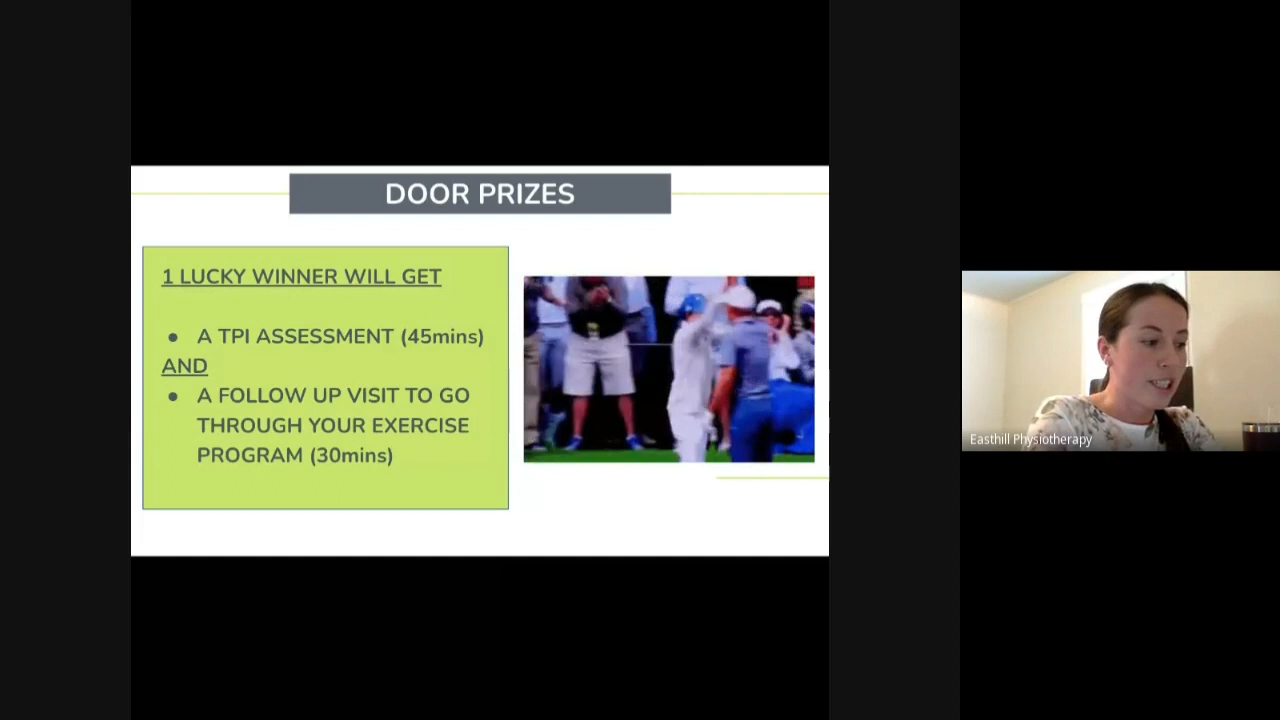 DOOR PRIZES
1 LUCKY WINNER WILL GET
● A TPI ASSESSMENT (45mins)
AND
● A FOLLOW UP VISIT TO GO
THROUGH YOUR EXERCISE
PROGRAM (30mins)
Easthill Physiotherapy